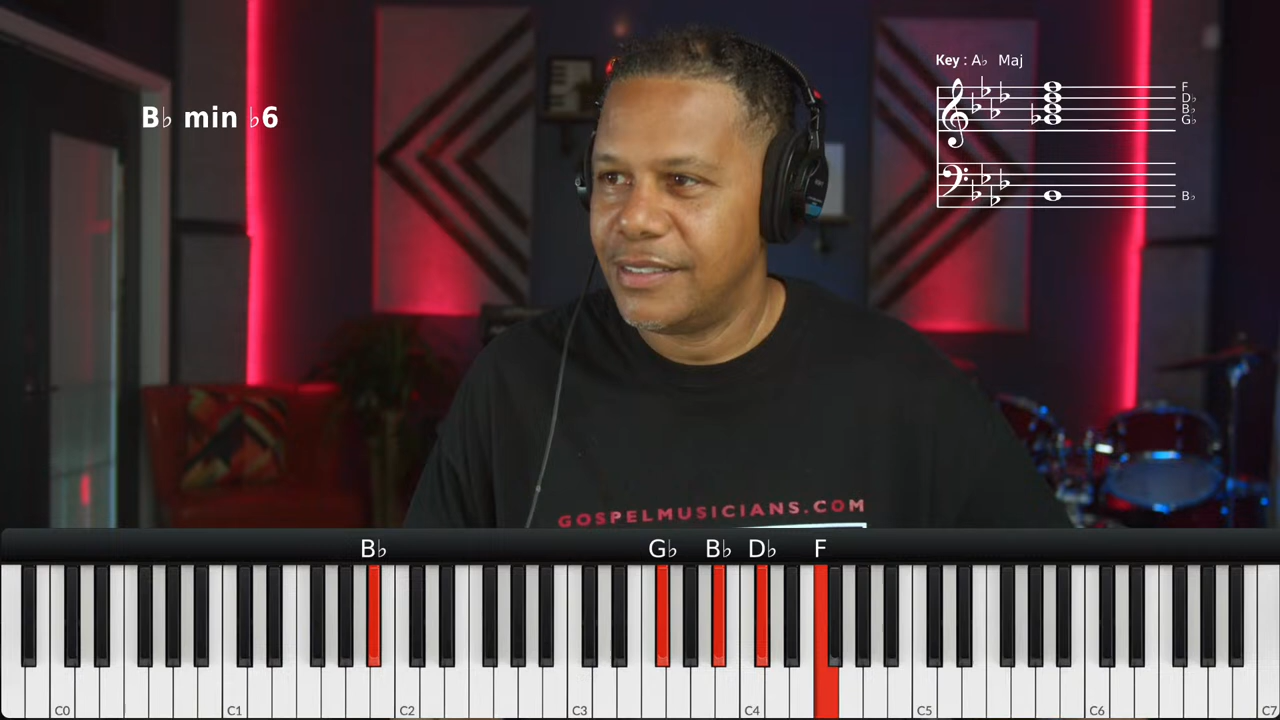 Key : A♭ Maj
B♭ min ♭6
F
D♭
B♭
G♭
B♭
GOSPELMUSICIANS.COM
B♭ G♭ B♭ D♭ F
C0 C1 C2 C3 C4 C5 C6 C7